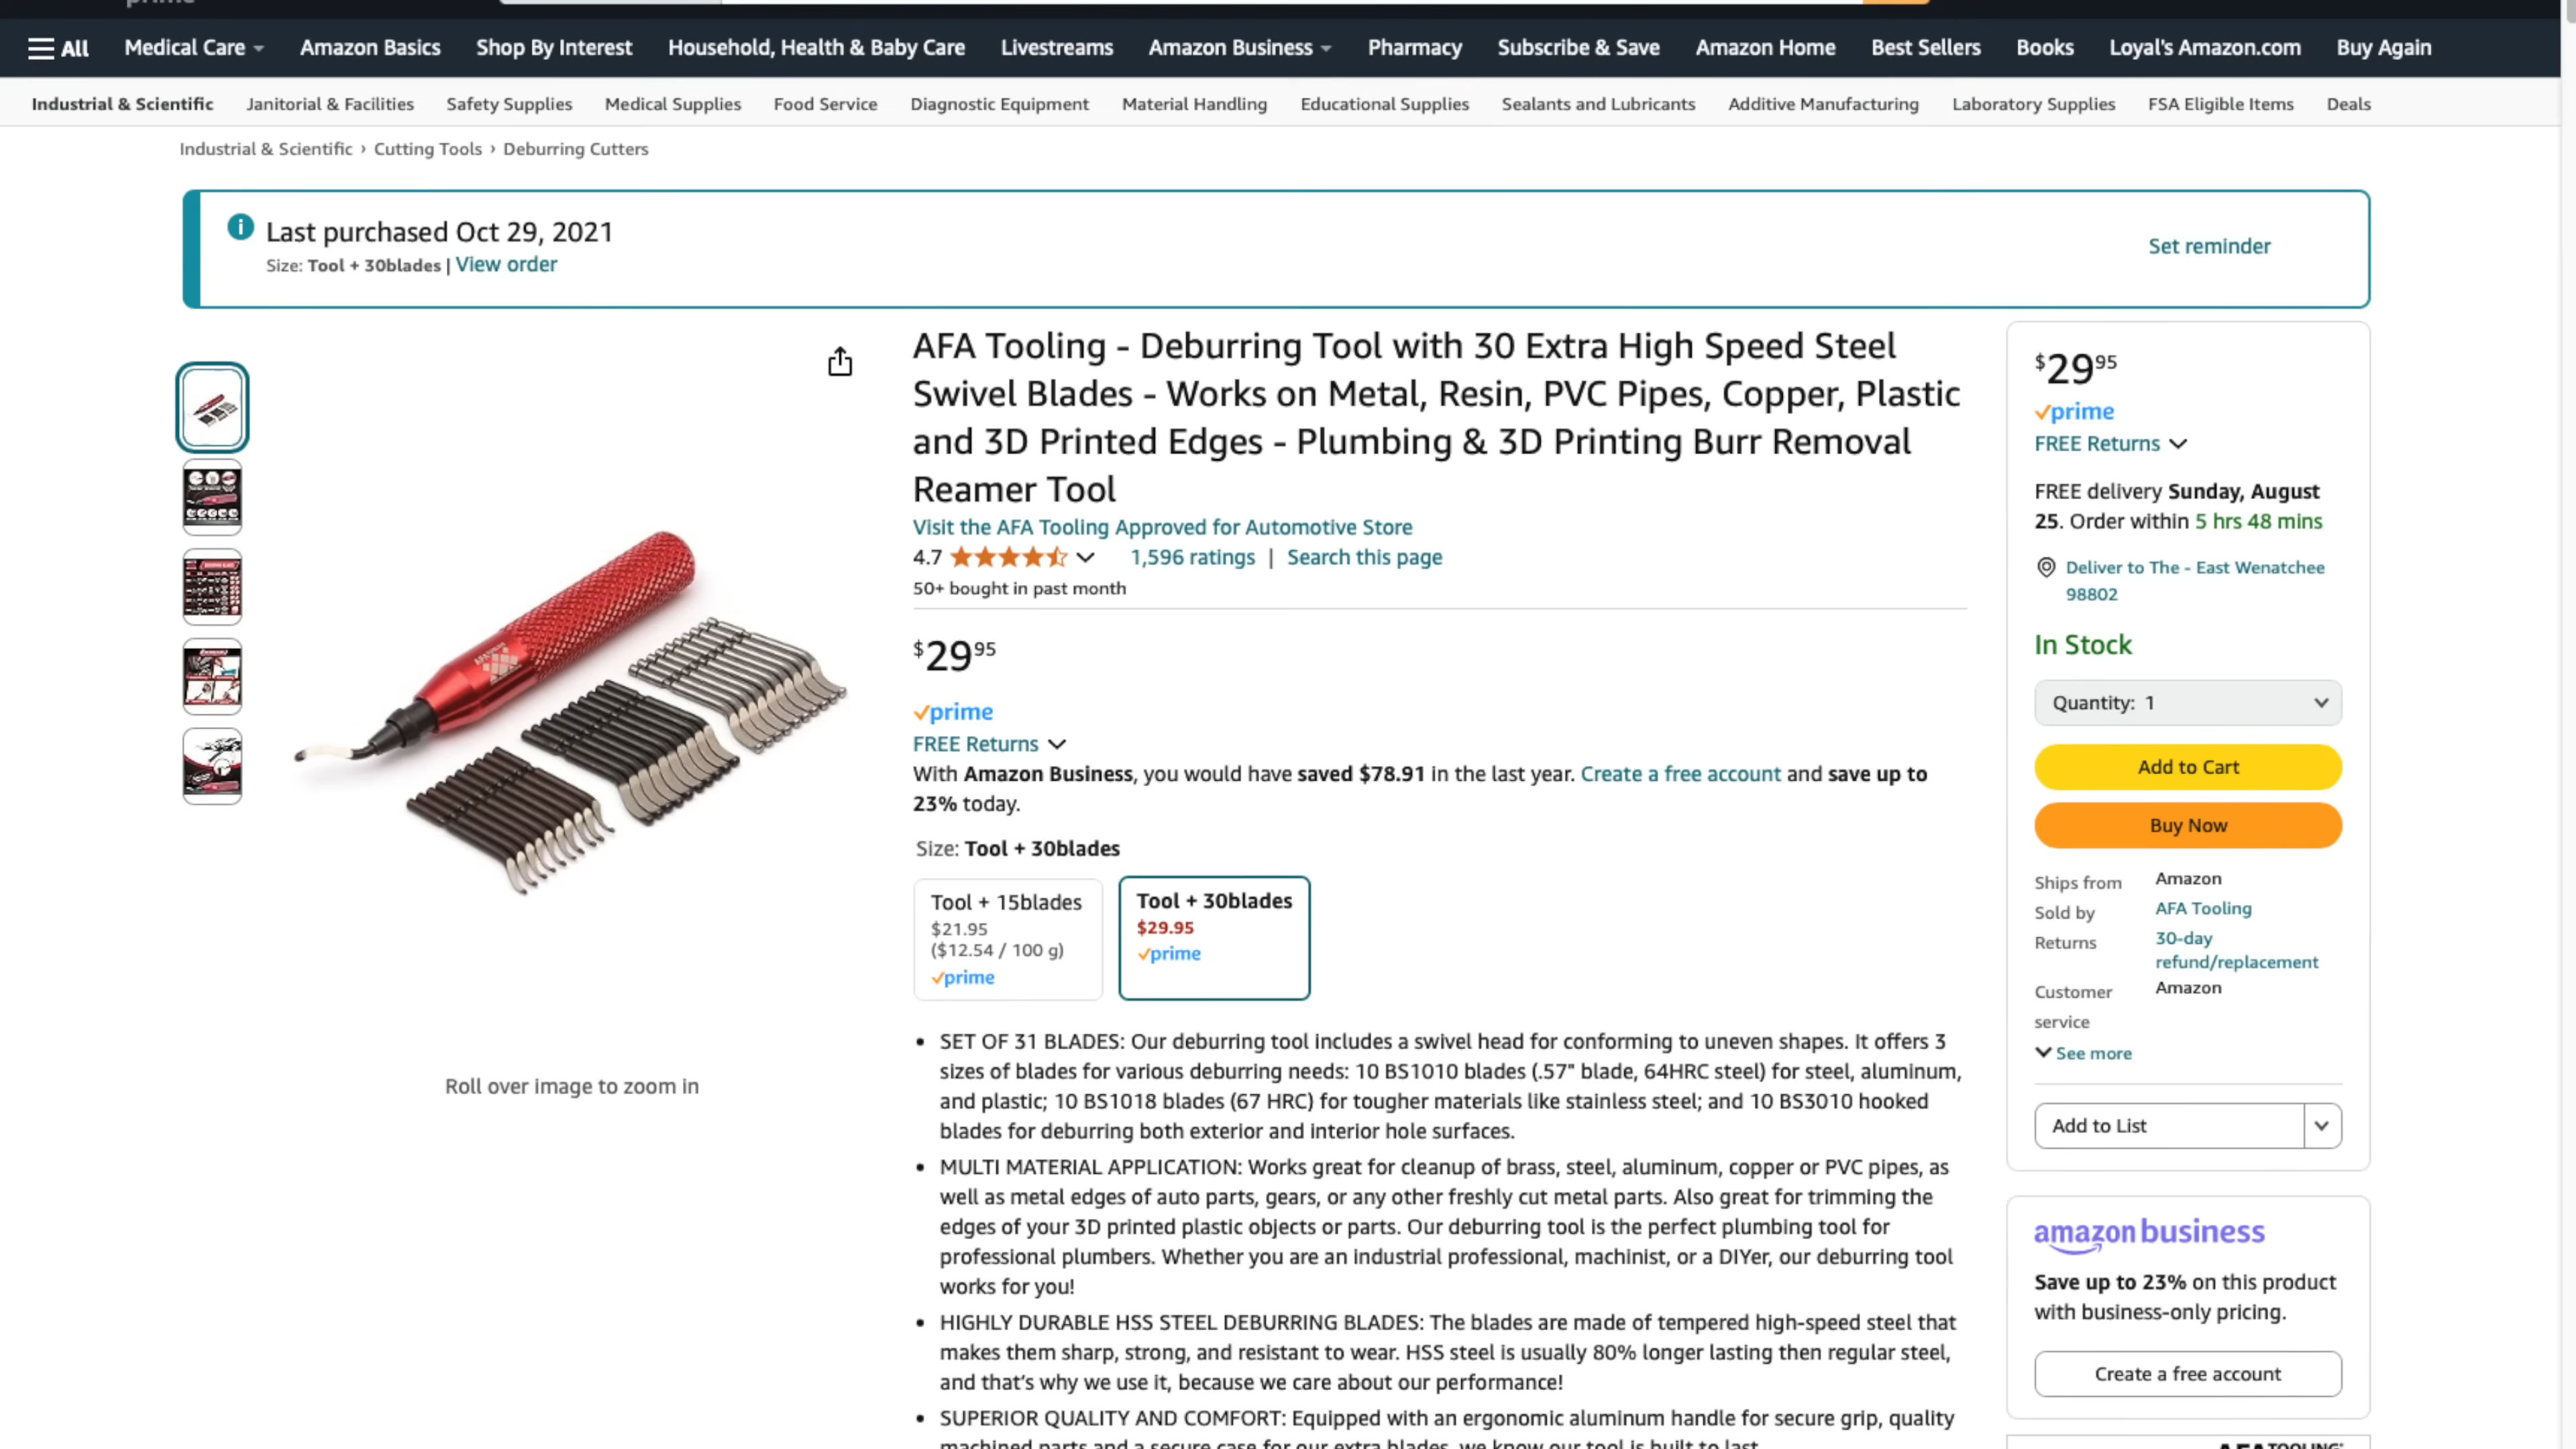 prime
All
Medical Care
Amazon Basics
Shop By Interest
Household, Health & Baby Care
Livestreams
Amazon Business
Pharmacy
Subscribe & Save
Amazon Home
Best Sellers
Books
Loyal's Amazon.com
Buy Again
Industrial & Scientific
Janitorial & Facilities
Safety Supplies
Medical Supplies
Food Service
Diagnostic Equipment
Material Handling
Educational Supplies
Sealants and Lubricants
Additive Manufacturing
Laboratory Supplies
FSA Eligible Items
Deals
Industrial & Scientific › Cutting Tools › Deburring Cutters
Last purchased Oct 29, 2021
Size: Tool + 30blades | View order
Set reminder
AFA Tooling - Deburring Tool with 30 Extra High Speed Steel
Swivel Blades - Works on Metal, Resin, PVC Pipes, Copper, Plastic
and 3D Printed Edges - Plumbing & 3D Printing Burr Removal
Reamer Tool
Visit the AFA Tooling Approved for Automotive Store
4.7
1,596 ratings | Search this page
50+ bought in past month
$29 95
prime
FREE Returns
With Amazon Business, you would have saved $78.91 in the last year. Create a free account and save up to
23% today.
Size: Tool + 30blades
Tool + 15blades
$21.95
($12.54 / 100 g)
prime
Tool + 30blades
$29.95
prime
• SET OF 31 BLADES: Our deburring tool includes a swivel head for conforming to uneven shapes. It offers 3
sizes of blades for various deburring needs: 10 BS1010 blades (.57" blade, 64HRC steel) for steel, aluminum,
and plastic; 10 BS1018 blades (67 HRC) for tougher materials like stainless steel; and 10 BS3010 hooked
blades for deburring both exterior and interior hole surfaces.
• MULTI MATERIAL APPLICATION: Works great for cleanup of brass, steel, aluminum, copper or PVC pipes, as
well as metal edges of auto parts, gears, or any other freshly cut metal parts. Also great for trimming the
edges of your 3D printed plastic objects or parts. Our deburring tool is the perfect plumbing tool for
professional plumbers. Whether you are an industrial professional, machinist, or a DIYer, our deburring tool
works for you!
• HIGHLY DURABLE HSS STEEL DEBURRING BLADES: The blades are made of tempered high-speed steel that
makes them sharp, strong, and resistant to wear. HSS steel is usually 80% longer lasting then regular steel,
and that's why we use it, because we care about our performance!
• SUPERIOR QUALITY AND COMFORT: Equipped with an ergonomic aluminum handle for secure grip, quality
machined parts and a secure case for our extra blades, we know our tool is built to last.
Roll over image to zoom in
$29 95
prime
FREE Returns
FREE delivery Sunday, August
25. Order within 5 hrs 48 mins
Deliver to The - East Wenatchee
98802
In Stock
Quantity: 1
Add to Cart
Buy Now
Ships from Amazon
Sold by AFA Tooling
Returns 30-day
refund/replacement
Customer Amazon
service
See more
Add to List
amazon business
Save up to 23% on this product
with business-only pricing.
Create a free account
AFA TOOLING